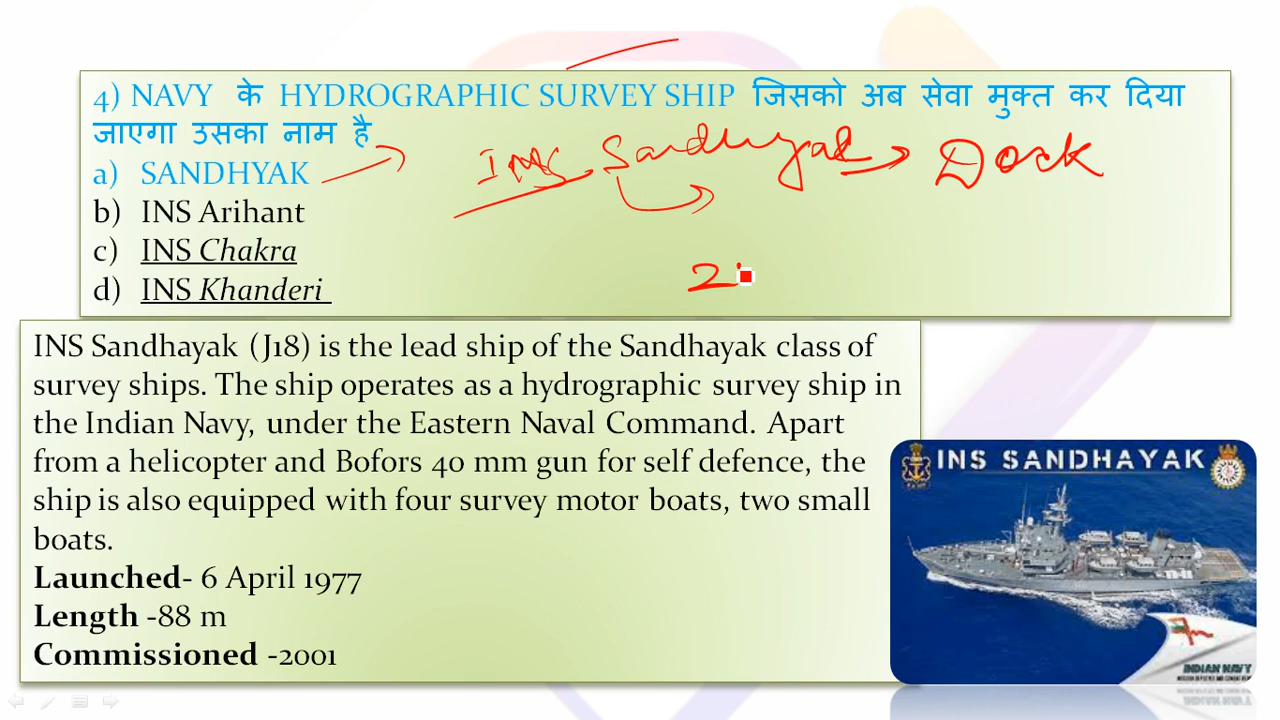 4) NAVY के HYDROGRAPHIC SURVEY SHIP जिसको अब सेवा मुक्त कर दिया
जाएगा उसका नाम है
a) SANDHYAK
INS Sandhyak → Dock
b) INS Arihant
c) INS Chakra
d) INS Khanderi
2
INS Sandhayak (J18) is the lead ship of the Sandhayak class of
survey ships. The ship operates as a hydrographic survey ship in
the Indian Navy, under the Eastern Naval Command. Apart
from a helicopter and Bofors 40 mm gun for self defence, the
ship is also equipped with four survey motor boats, two small
boats.
Launched- 6 April 1977
Length -88 m
Commissioned -2001
INS SANDHAYAK
INDIAN NAVY